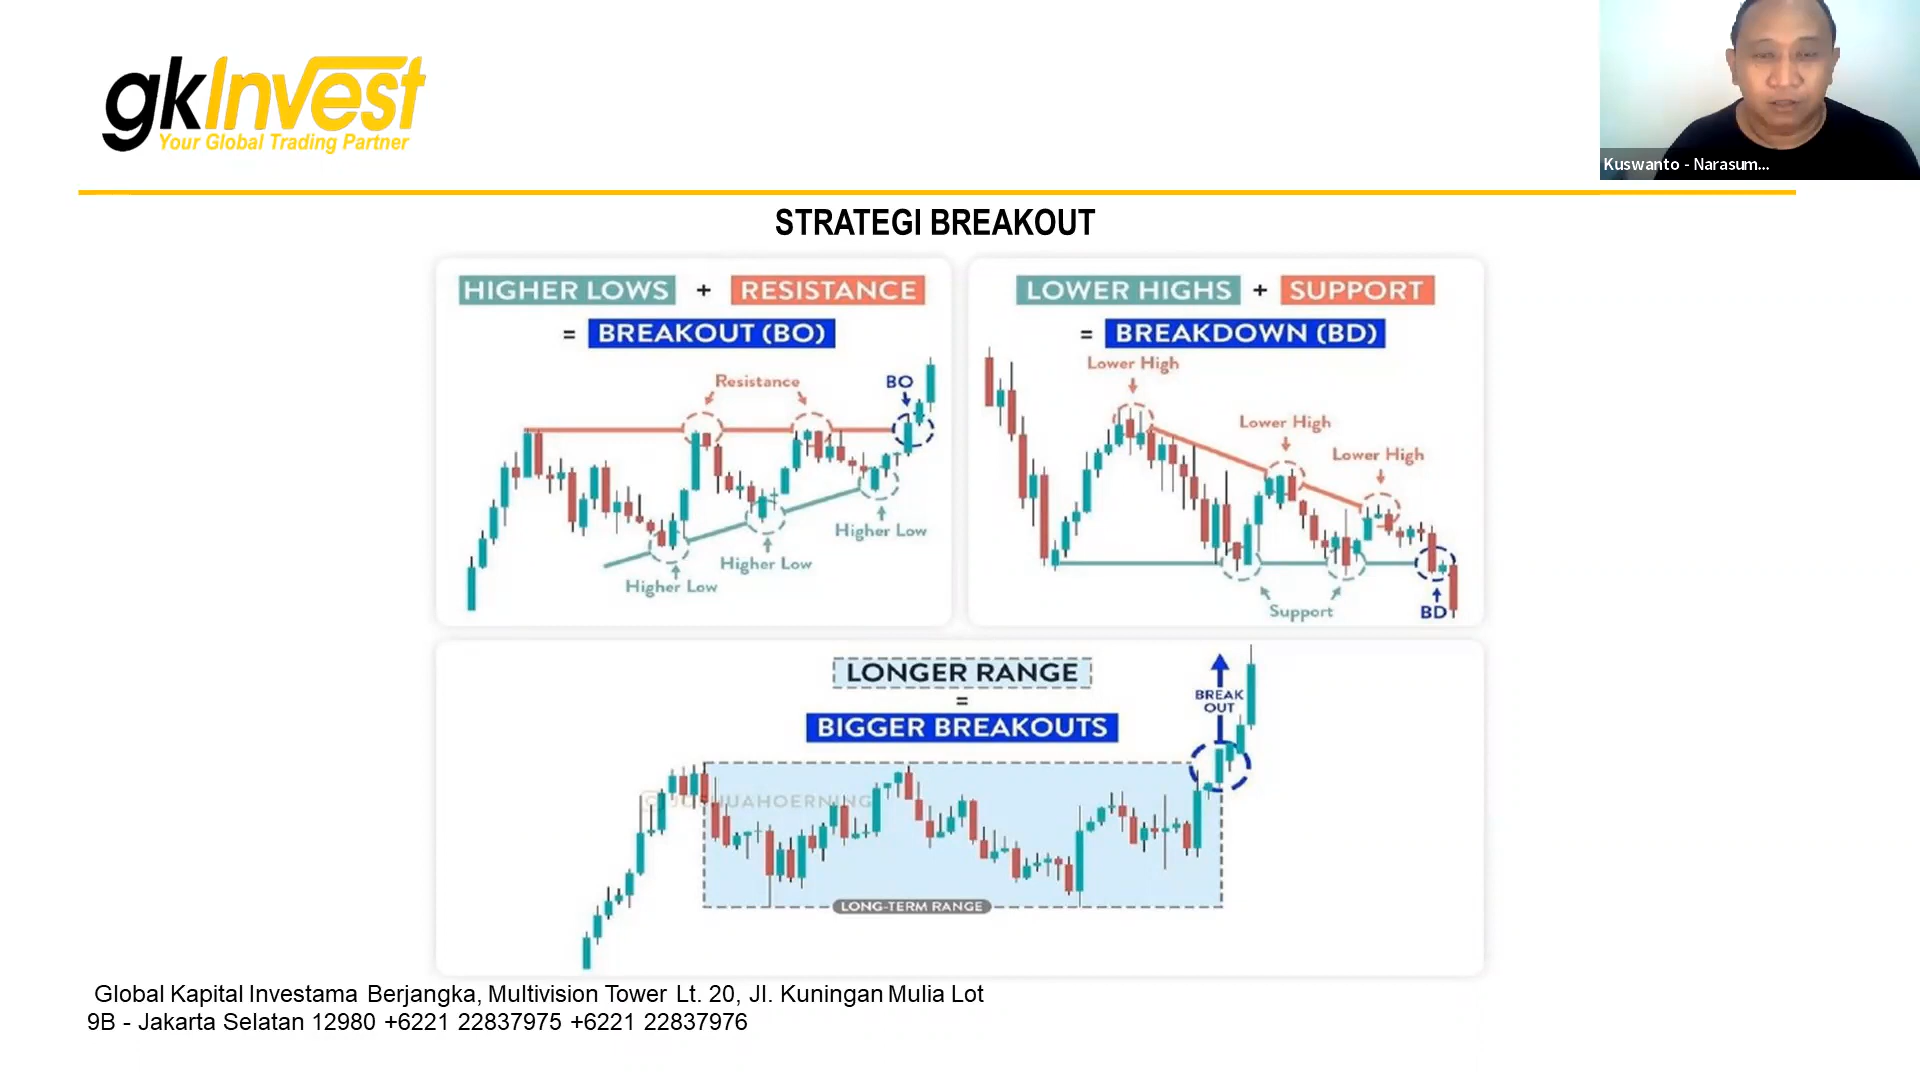 gkInvest
Your Global Trading Partner
Kuswanto - Narasum...
STRATEGI BREAKOUT
HIGHER LOWS + RESISTANCE
= BREAKOUT (BO)
Resistance
BO
Higher Low
Higher Low
Higher Low
LOWER HIGHS + SUPPORT
= BREAKDOWN (BD)
Lower High
Lower High
Lower High
Support
BD
LONGER RANGE
=
BIGGER BREAKOUTS
BREAK
OUT
JOSHUAHOERNING
LONG-TERM RANGE
Global Kapital Investama Berjangka, Multivision Tower Lt. 20, Jl. Kuningan Mulia Lot
9B - Jakarta Selatan 12980 +6221 22837975 +6221 22837976